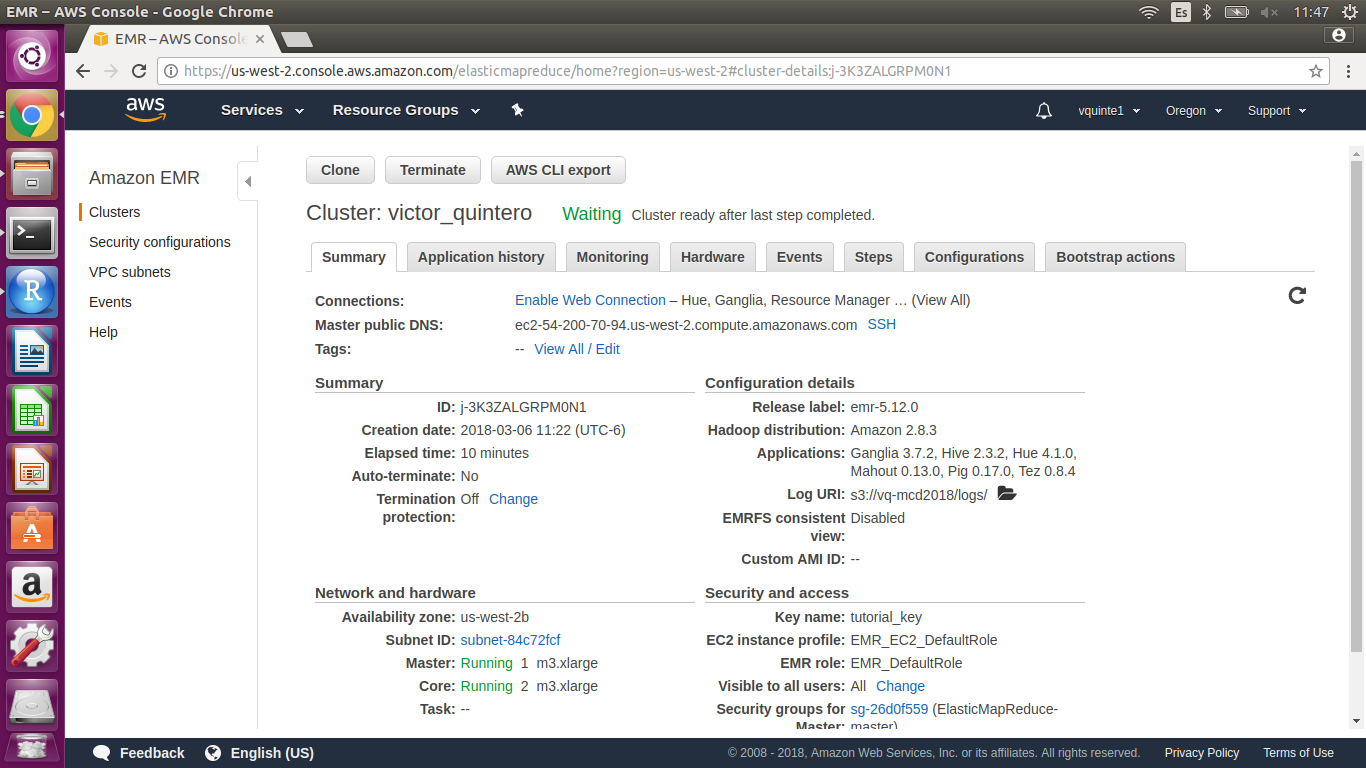 EMR – AWS Console - Google Chrome
Es
11:47
EMR – AWS Consol
https://us-west-2.console.aws.amazon.com/elasticmapreduce/home?region=us-west-2#cluster-details:j-3K3ZALGRPM0N1
aws
Services
Resource Groups
vquinte1
Oregon
Support
Amazon EMR
Clusters
Security configurations
VPC subnets
Events
Help
Clone
Terminate
AWS CLI export
Cluster: victor_quintero
Waiting
Cluster ready after last step completed.
Summary
Application history
Monitoring
Hardware
Events
Steps
Configurations
Bootstrap actions
Connections: Enable Web Connection – Hue, Ganglia, Resource Manager … (View All)
Master public DNS: ec2-54-200-70-94.us-west-2.compute.amazonaws.com SSH
Tags: -- View All / Edit
Summary
ID: j-3K3ZALGRPM0N1
Creation date: 2018-03-06 11:22 (UTC-6)
Elapsed time: 10 minutes
Auto-terminate: No
Termination Off Change
protection:
Configuration details
Release label: emr-5.12.0
Hadoop distribution: Amazon 2.8.3
Applications: Ganglia 3.7.2, Hive 2.3.2, Hue 4.1.0,
Mahout 0.13.0, Pig 0.17.0, Tez 0.8.4
Log URI: s3://vq-mcd2018/logs/
EMRFS consistent Disabled
view:
Custom AMI ID: --
Network and hardware
Availability zone: us-west-2b
Subnet ID: subnet-84c72fcf
Master: Running 1 m3.xlarge
Core: Running 2 m3.xlarge
Task: --
Security and access
Key name: tutorial_key
EC2 instance profile: EMR_EC2_DefaultRole
EMR role: EMR_DefaultRole
Visible to all users: All Change
Security groups for sg-26d0f559 (ElasticMapReduce-
Master: master)
Feedback
English (US)
© 2008 - 2018, Amazon Web Services, Inc. or its affiliates. All rights reserved.
Privacy Policy
Terms of Use